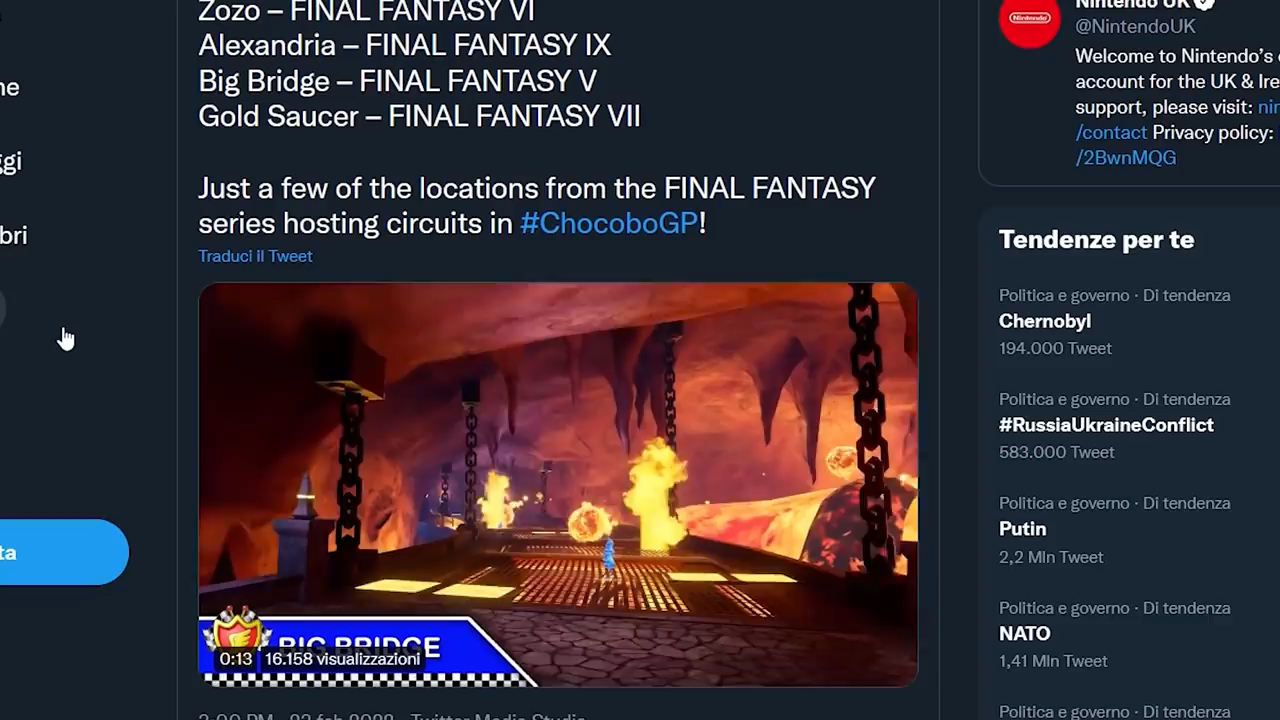 Zozo – FINAL FANTASY VI
Alexandria – FINAL FANTASY IX
Big Bridge – FINAL FANTASY V
Gold Saucer – FINAL FANTASY VII
Just a few of the locations from the FINAL FANTASY
series hosting circuits in #ChocoboGP!
Traduci il Tweet
BIG BRIDGE
0:13 16.158 visualizzazioni
Nintendo UK
Nintendo
@NintendoUK
Welcome to Nintendo's
account for the UK & Ire
support, please visit: nin
/contact Privacy policy:
/2BwnMQG
Tendenze per te
Politica e governo · Di tendenza
Chernobyl
194.000 Tweet
Politica e governo · Di tendenza
#RussiaUkraineConflict
583.000 Tweet
Politica e governo · Di tendenza
Putin
2,2 Mln Tweet
Politica e governo · Di tendenza
NATO
1,41 Mln Tweet
Politica e governo · Di tendenza